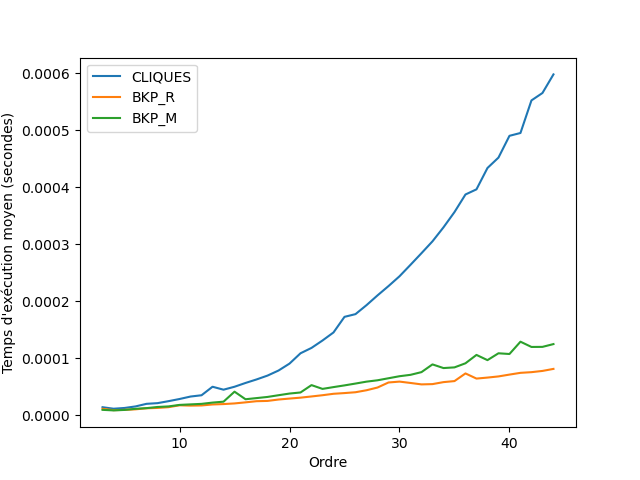 CLIQUES
BKP_R
BKP_M
0.0006
0.0005
0.0004
0.0003
0.0002
0.0001
0.0000
Temps d'exécution moyen (secondes)
10 20 30 40
Ordre